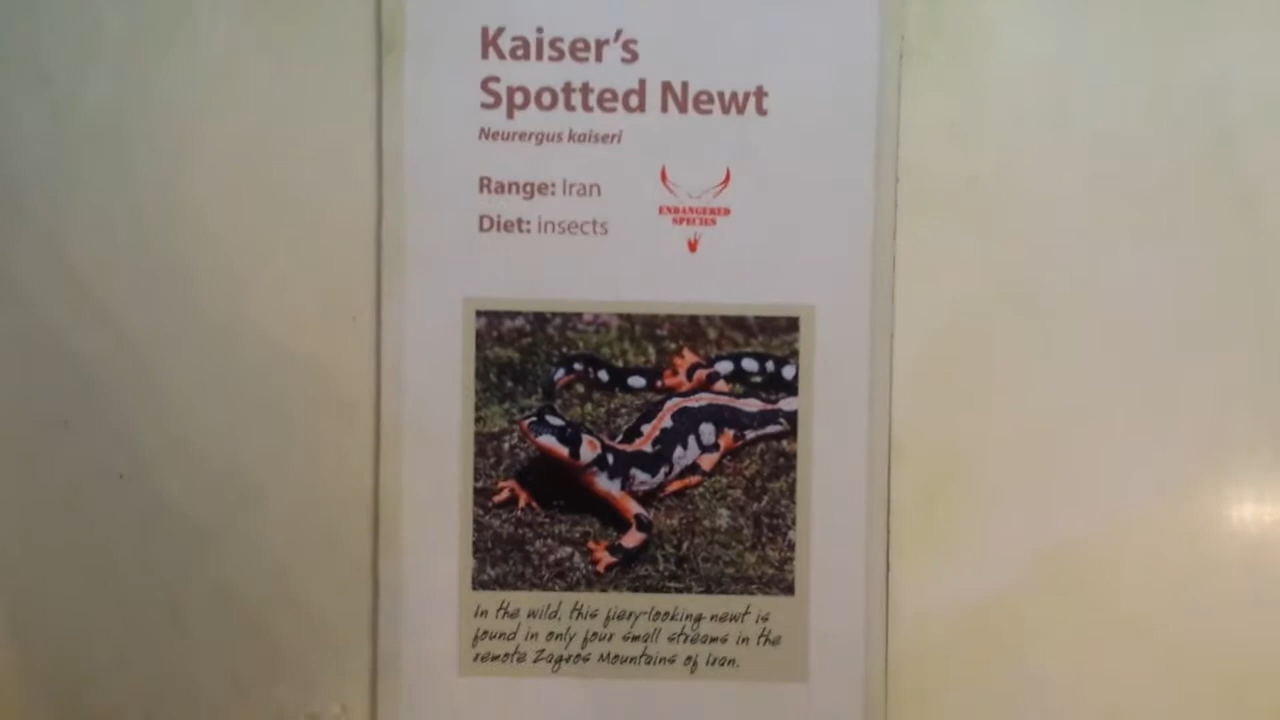 Kaiser's
Spotted Newt
Neurergus kaiseri
Range: Iran
Diet: insects
ENDANGERED
SPECIES
In the wild, this fiery-looking newt is
found in only four small streams in the
remote Zagros Mountains of Iran.